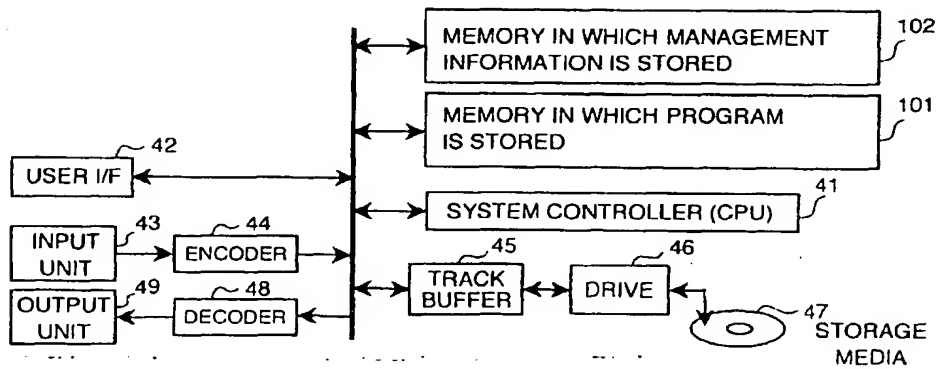 102
MEMORY IN WHICH MANAGEMENT
INFORMATION IS STORED
101
MEMORY IN WHICH PROGRAM
IS STORED
42
USER I/F
41
SYSTEM CONTROLLER (CPU)
43
INPUT
UNIT
44
ENCODER
45
TRACK
BUFFER
46
DRIVE
49
OUTPUT
UNIT
48
DECODER
47
STORAGE
MEDIA